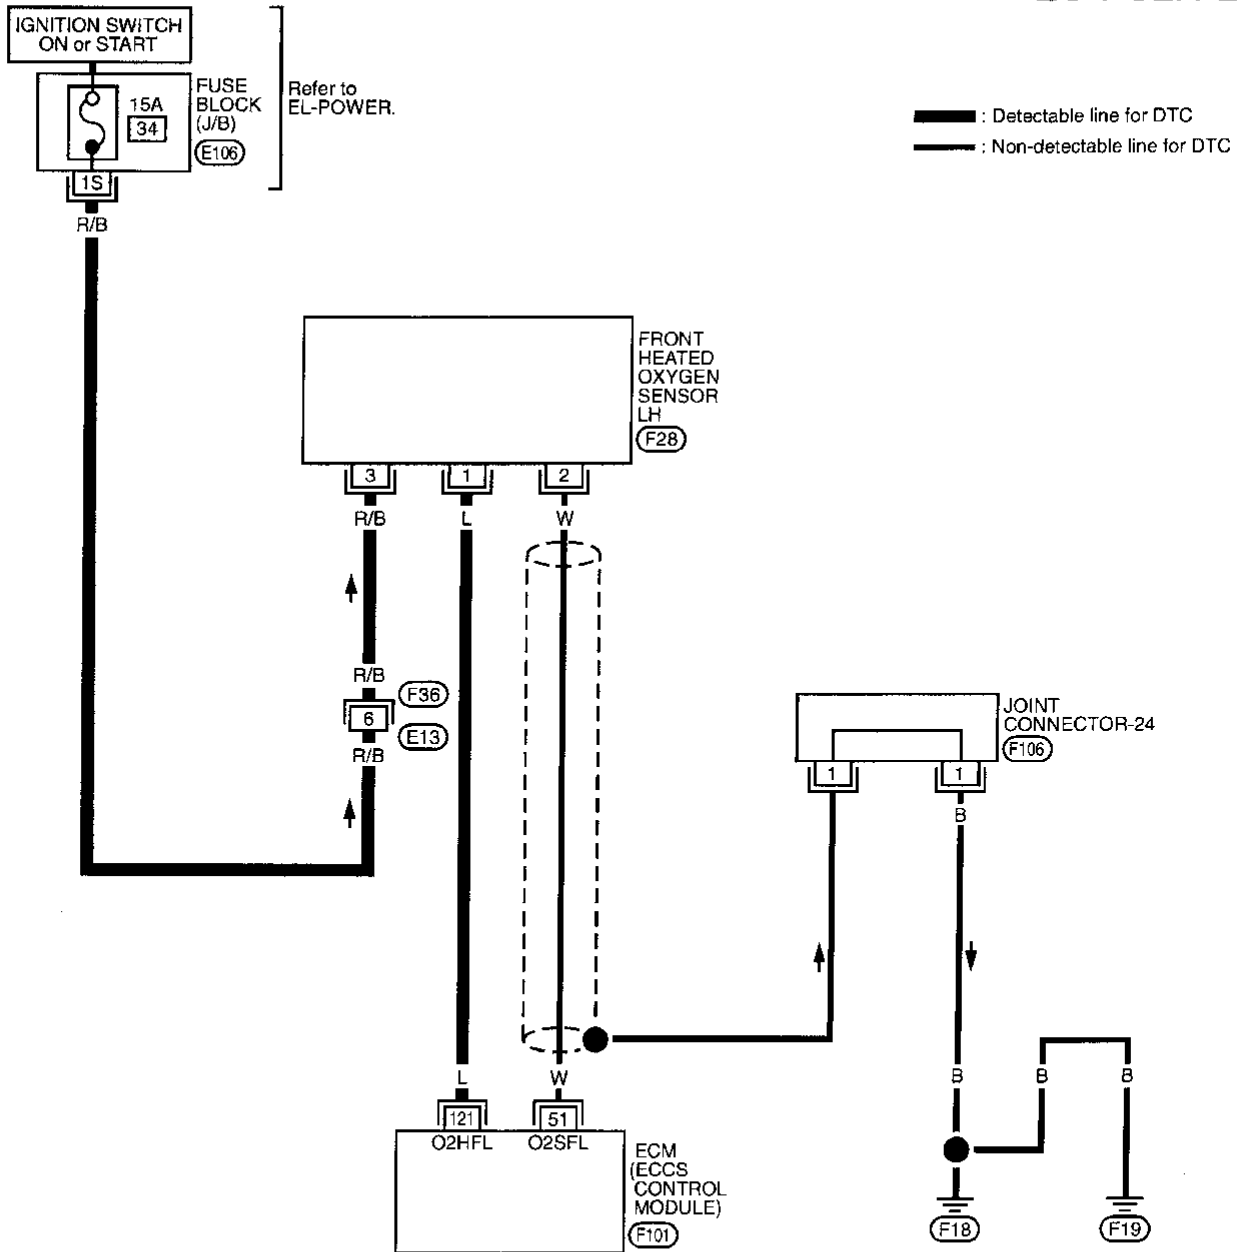 IGNITION SWITCH
ON or START
FUSE
BLOCK
(J/B)
E106
15A
34
1S
Refer to
EL-POWER.
: Detectable line for DTC
: Non-detectable line for DTC
R/B
FRONT
HEATED
OXYGEN
SENSOR
LH
F28
3
1
2
R/B
L
W
R/B
F36
6
E13
R/B
JOINT
CONNECTOR-24
F106
1
1
B
L
W
B
B
B
121
51
O2HFL
O2SFL
ECM
(ECCS
CONTROL
MODULE)
F101
F18
F19